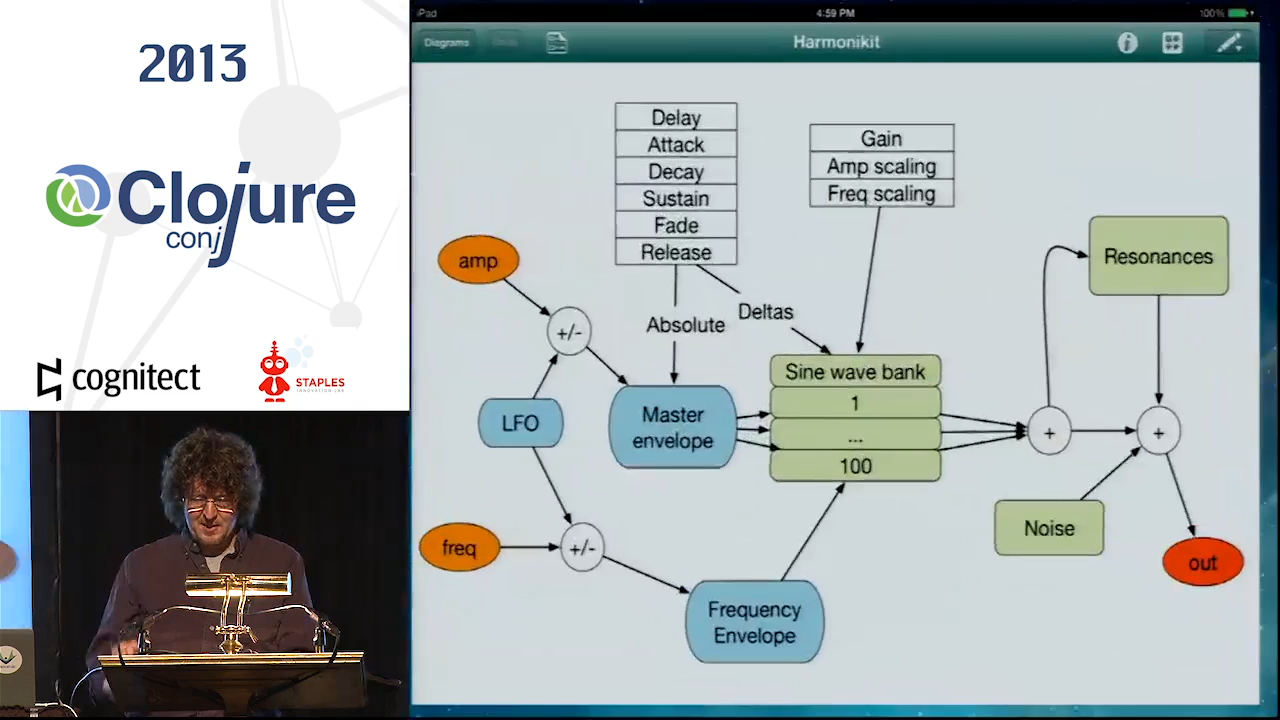 2013
Clojure
conj
cognitect
STAPLES
INNOVATION LAB
iPad
4:59 PM
100%
Diagrams
Harmonikit
Delay
Attack
Decay
Sustain
Fade
Release
Gain
Amp scaling
Freq scaling
amp
+/-
Absolute
Deltas
Resonances
LFO
Master
envelope
Sine wave bank
1
...
100
+
+
freq
+/-
Frequency
Envelope
Noise
out